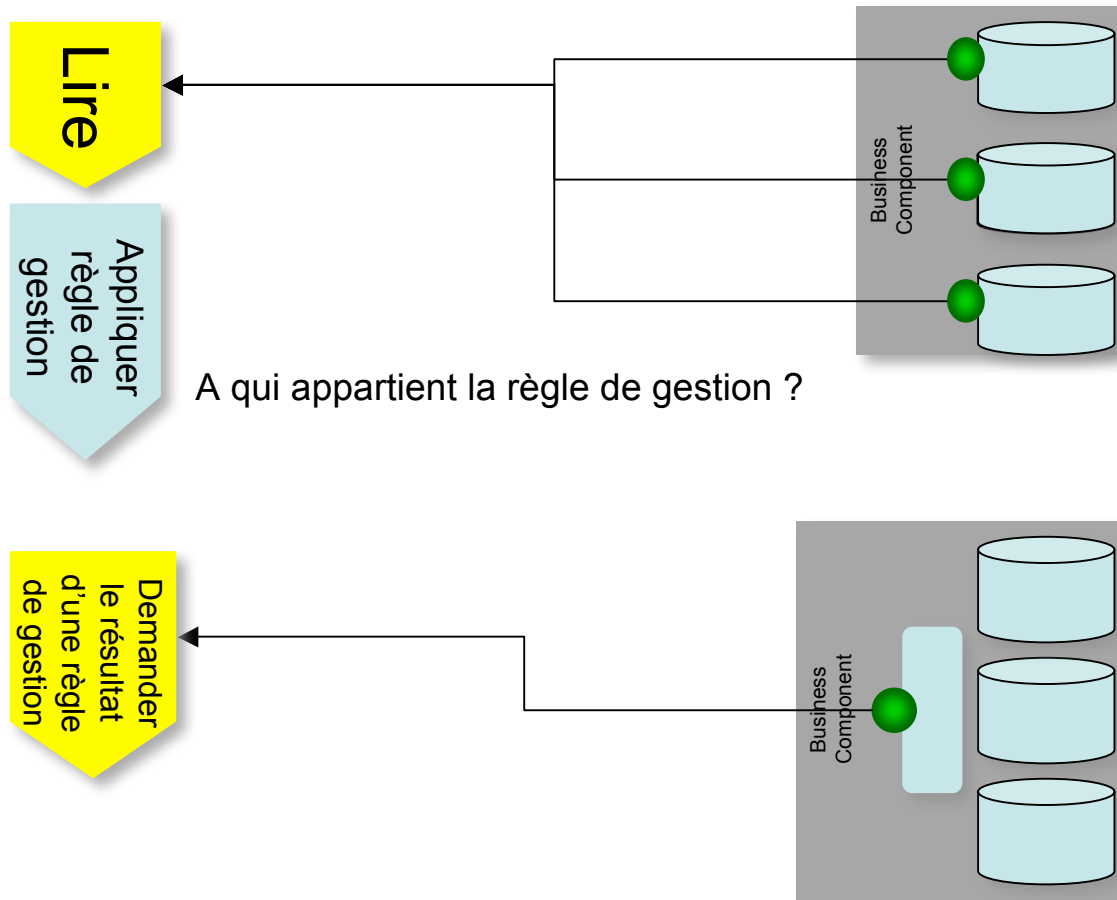 Lire
Business
Component
Appliquer
règle de
gestion
A qui appartient la règle de gestion ?
Demander
le résultat
d'une règle
de gestion
Business
Component